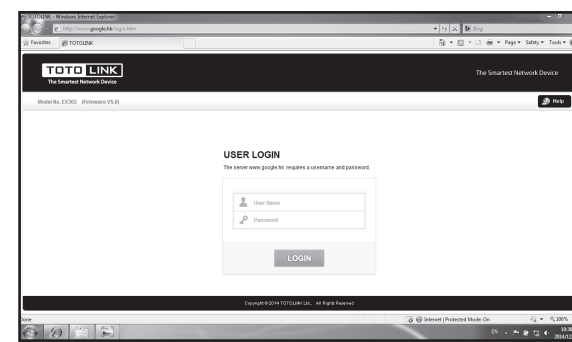 TOTOLINK - Windows Internet Explorer
http://www.google.hk/login.htm
Bing
Favorites TOTOLINK Page Safety Tools
TOTO LINK
The Smartest Network Device
The Smartest Network Device
Model No. EX302 (Firmware V5.0) Help
USER LOGIN
The server www.google.hk requires a username and password.
User Name
Password
LOGIN
Copyright © 2014 TOTOLINK Ltd., All Rights Reserved
Done Internet | Protected Mode: On 100%
EN
2014/12